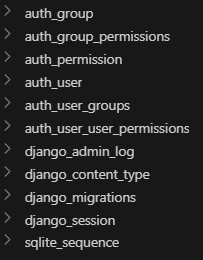 auth_group
auth_group_permissions
auth_permission
auth_user
auth_user_groups
auth_user_user_permissions
django_admin_log
django_content_type
django_migrations
django_session
sqlite_sequence